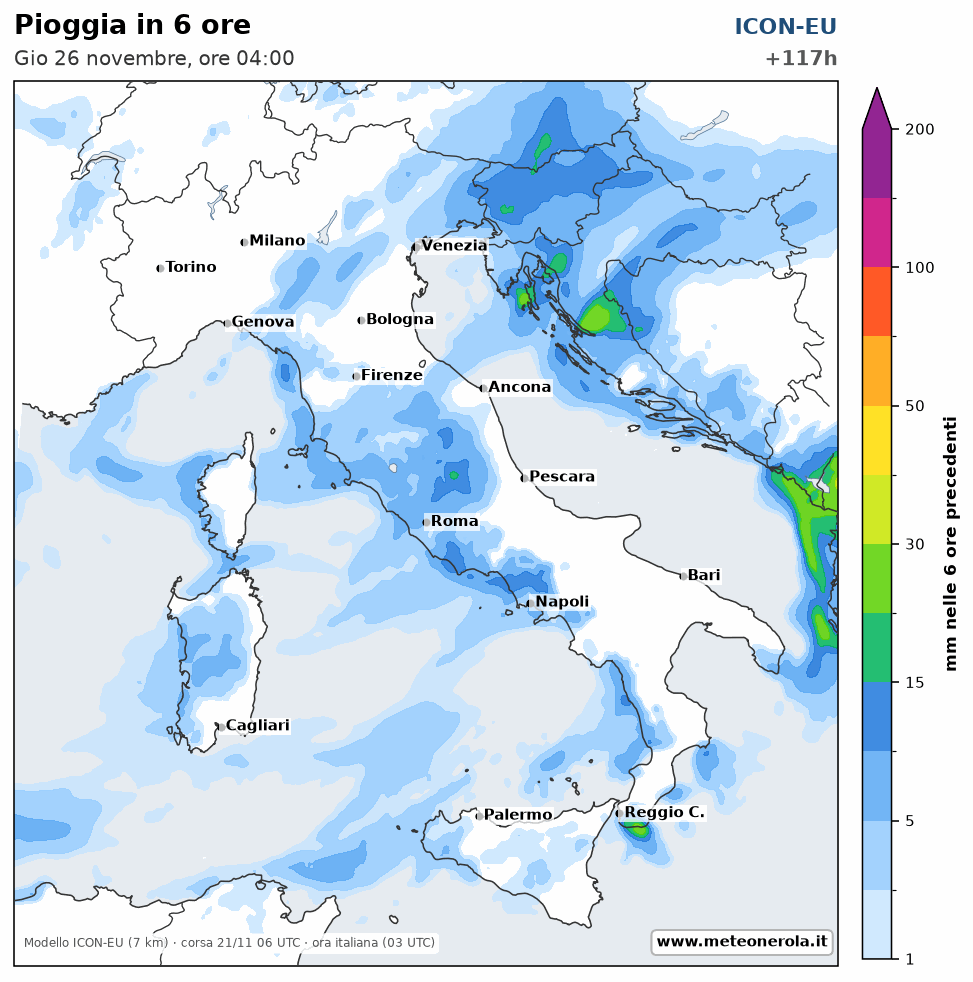 Pioggia in 6 ore
ICON-EU
Gio 26 novembre, ore 04:00
+117h
Milano
Venezia
Torino
Genova
Bologna
Firenze
Ancona
Pescara
Roma
Bari
Napoli
Cagliari
Palermo
Reggio C.
Modello ICON-EU (7 km) · corsa 21/11 06 UTC · ora italiana (03 UTC)
www.meteonerola.it
200
100
50
30
15
5
1
mm nelle 6 ore precedenti